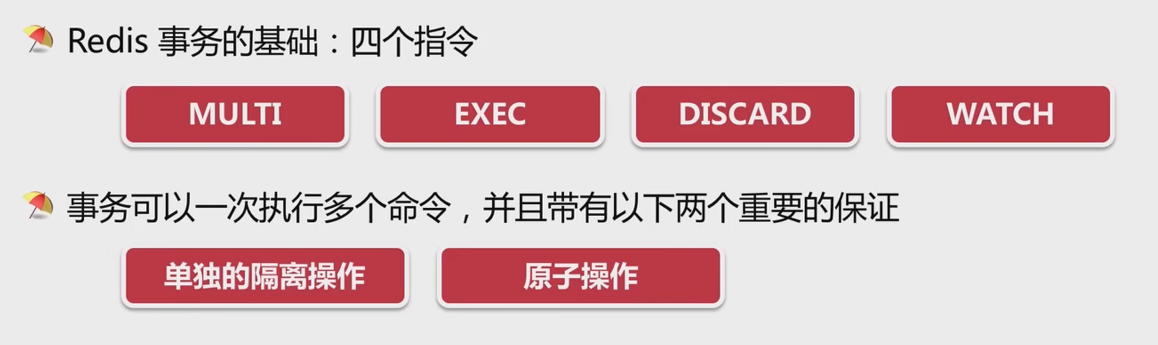 Redis 事务的基础：四个指令
MULTI EXEC DISCARD WATCH
事务可以一次执行多个命令，并且带有以下两个重要的保证
单独的隔离操作 原子操作